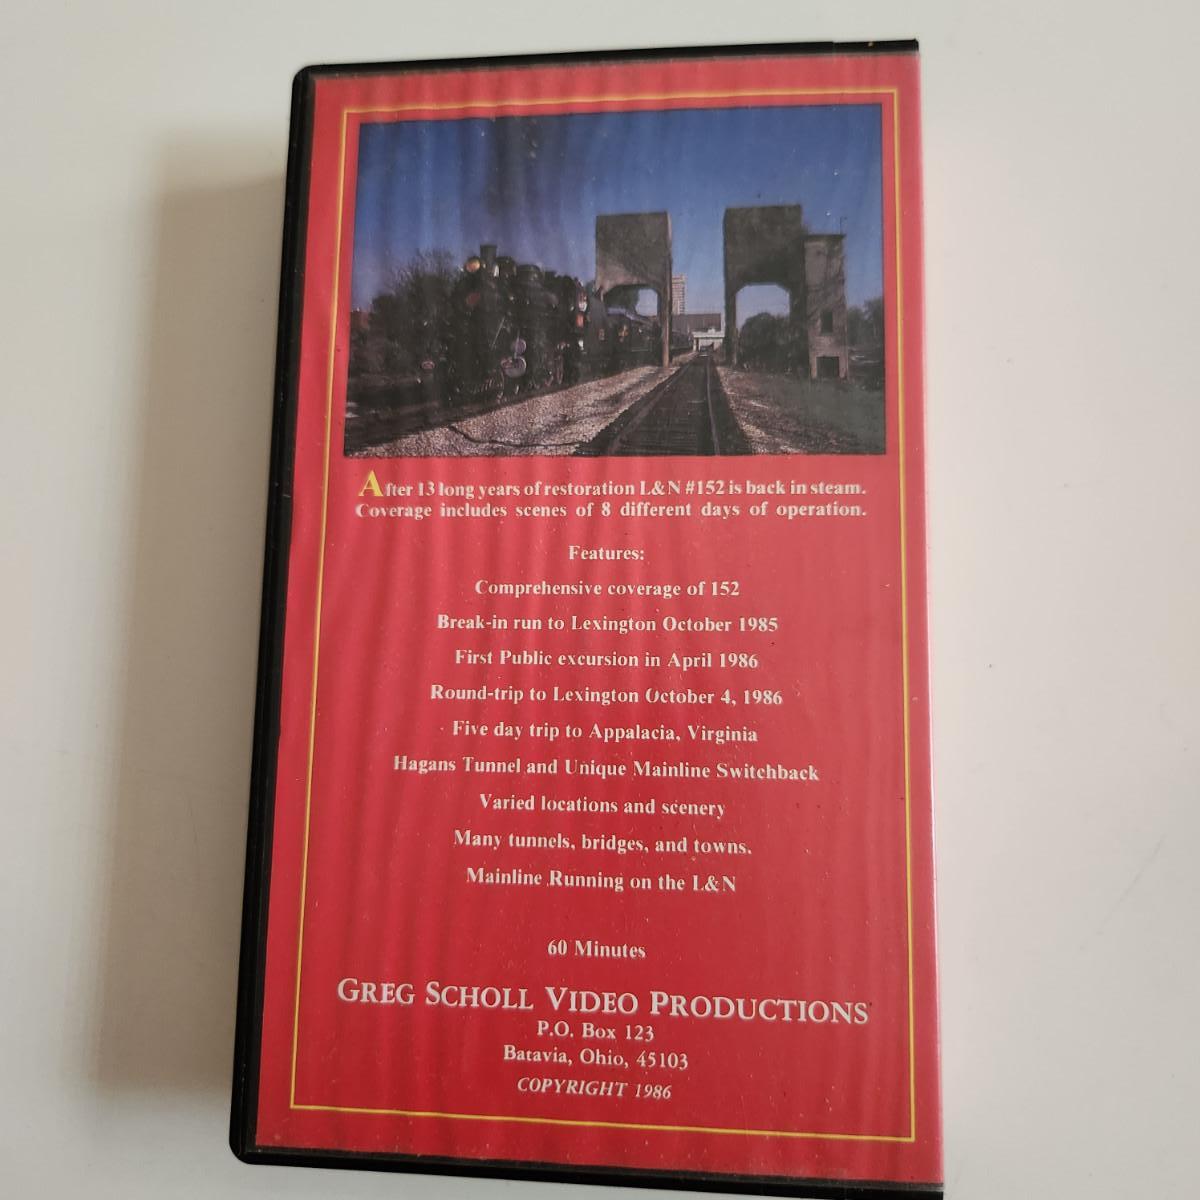 After 13 long years of restoration L&N #152 is back in steam.
Coverage includes scenes of 8 different days of operation.
Features:
Comprehensive coverage of 152
Break-in run to Lexington October 1985
First Public excursion in April 1986
Round-trip to Lexington October 4, 1986
Five day trip to Appalacia, Virginia
Hagans Tunnel and Unique Mainline Switchback
Varied locations and scenery
Many tunnels, bridges, and towns.
Mainline Running on the L&N
60 Minutes
GREG SCHOLL VIDEO PRODUCTIONS
P.O. Box 123
Batavia, Ohio, 45103
COPYRIGHT 1986